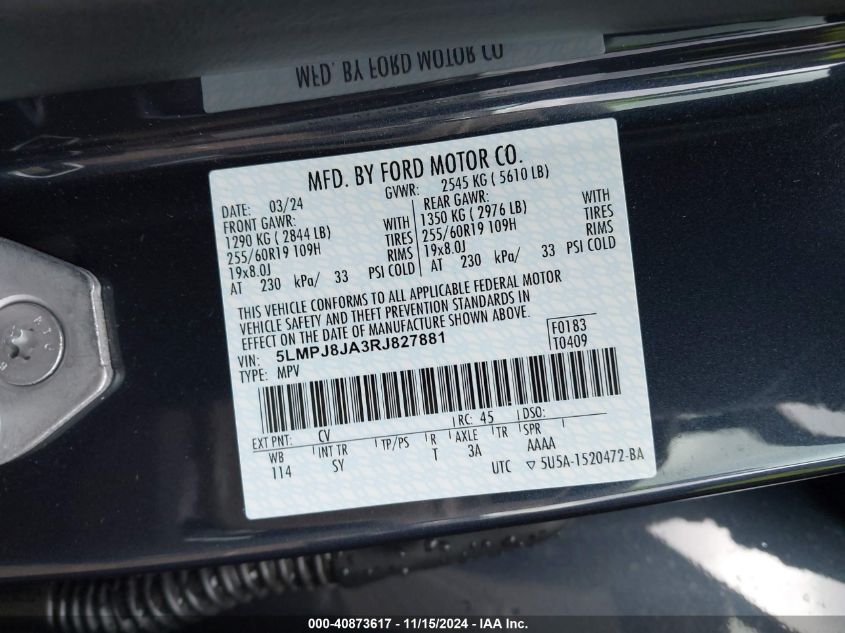 MFD. BY FORD MOTOR CO
MFD. BY FORD MOTOR CO.
DATE: 03/24 GVWR: 2545 KG ( 5610 LB)
FRONT GAWR: REAR GAWR:
1290 KG ( 2844 LB) WITH 1350 KG ( 2976 LB) WITH
255/60R19 109H TIRES 255/60R19 109H TIRES
19x8.0J RIMS 19x8.0J RIMS
AT 230 kPa/ 33 PSI COLD AT 230 kPa/ 33 PSI COLD
THIS VEHICLE CONFORMS TO ALL APPLICABLE FEDERAL MOTOR
VEHICLE SAFETY AND THEFT PREVENTION STANDARDS IN
EFFECT ON THE DATE OF MANUFACTURE SHOWN ABOVE.
VIN: 5LMPJ8JA3RJ827881 F0183
TYPE: MPV T0409
EXT PNT: CV RC: 45 DSO:
WB INT TR TP/PS R AXLE TR SPR
114 SY T 3A AAAA
UTC ▽ 5U5A-1520472-BA
000-40873617 - 11/15/2024 - IAA Inc.